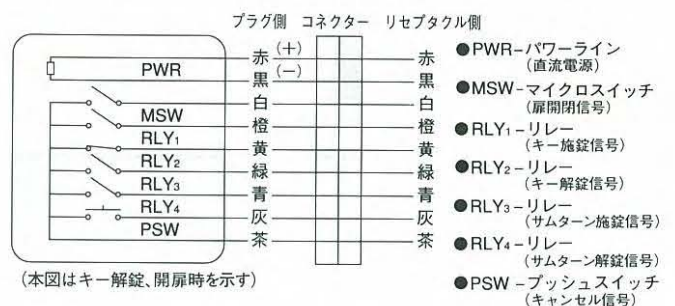 プラグ側 コネクター リセプタクル側
赤 (+) 赤
PWR
黒 (−) 黒
白 白
MSW
橙 橙
RLY₁
黄 黄
RLY₂
緑 緑
RLY₃
青 青
RLY₄
灰 灰
PSW
茶 茶
(本図はキー解錠、開扉時を示す)
●PWR−パワーライン
(直流電源)
●MSW−マイクロスイッチ
(扉開閉信号)
●RLY₁−リレー
(キー施錠信号)
●RLY₂−リレー
(キー解錠信号)
●RLY₃−リレー
(サムターン施錠信号)
●RLY₄−リレー
(サムターン解錠信号)
●PSW −プッシュスイッチ
(キャンセル信号)